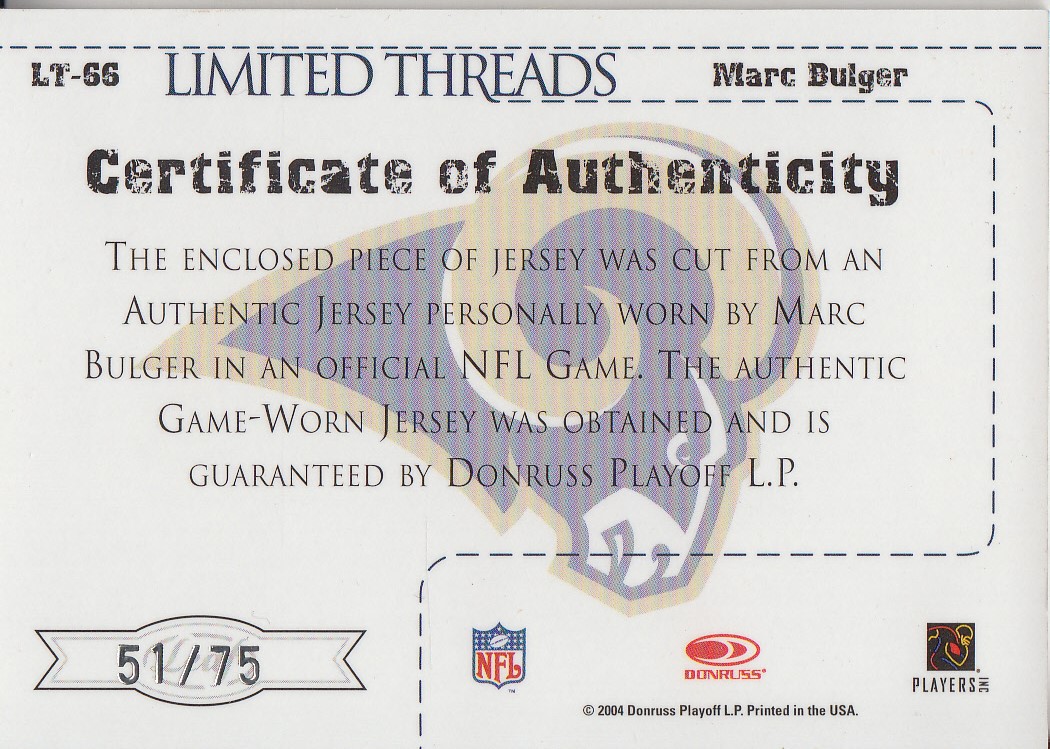 LT-66 LIMITED THREADS Marc Bulger
Certificate of Authenticity
THE ENCLOSED PIECE OF JERSEY WAS CUT FROM AN
AUTHENTIC JERSEY PERSONALLY WORN BY MARC
BULGER IN AN OFFICIAL NFL GAME. THE AUTHENTIC
GAME-WORN JERSEY WAS OBTAINED AND IS
GUARANTEED BY DONRUSS PLAYOFF L.P.
Leaf
51/75
NFL
TM
DONRUSS®
PLAYERS INC
© 2004 Donruss Playoff L.P. Printed in the USA.